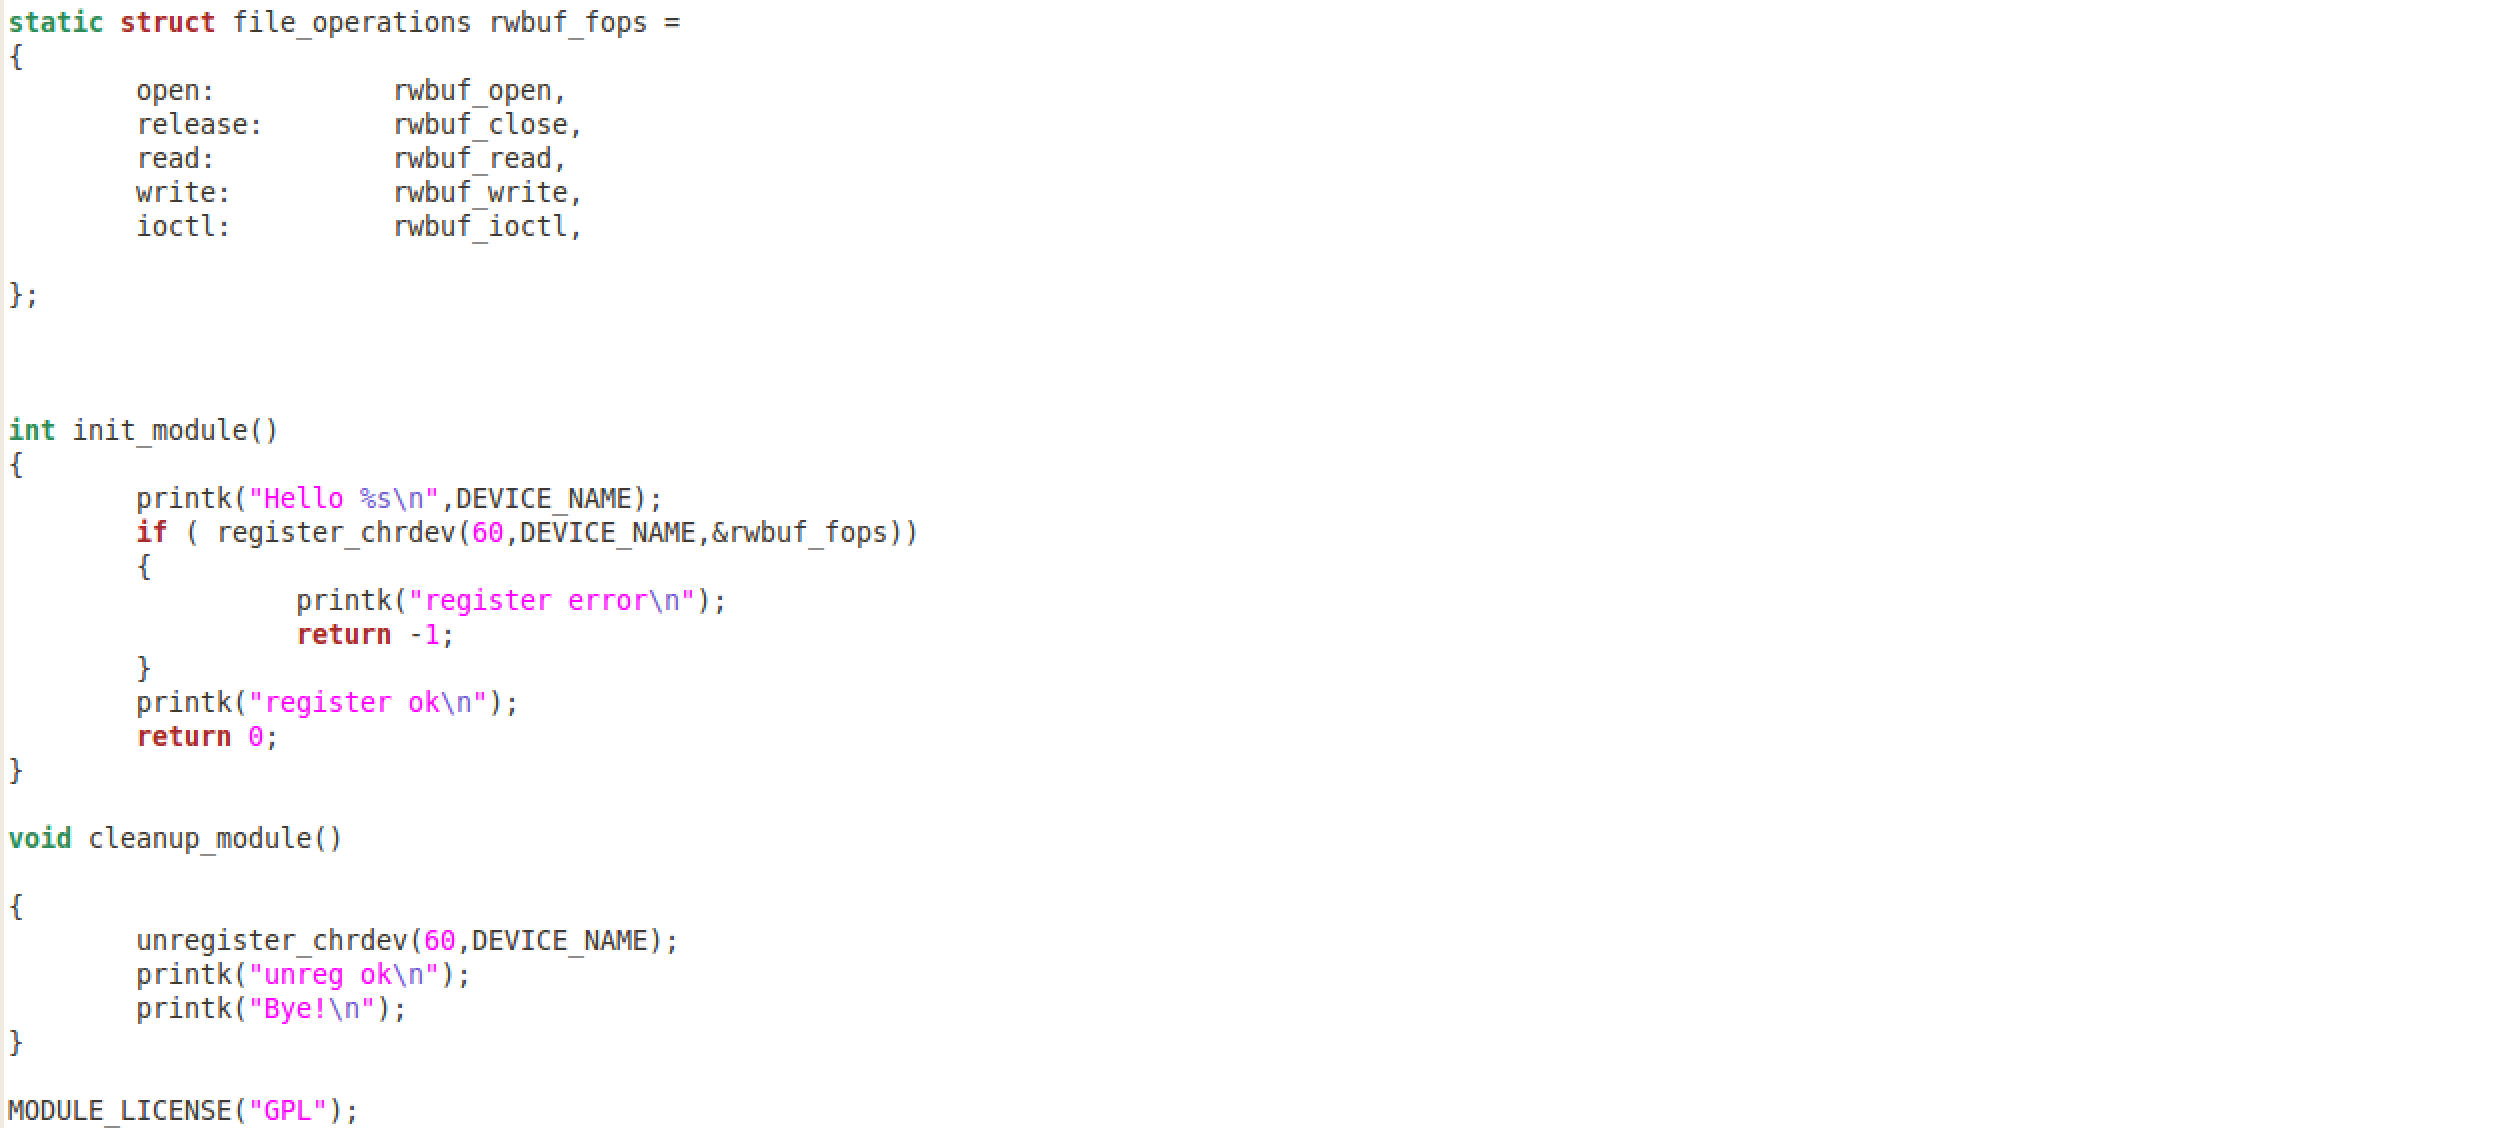 static struct file_operations rwbuf_fops =
{
        open:           rwbuf_open,
        release:        rwbuf_close,
        read:           rwbuf_read,
        write:          rwbuf_write,
        ioctl:          rwbuf_ioctl,

};



int init_module()
{
        printk("Hello %s\n",DEVICE_NAME);
        if ( register_chrdev(60,DEVICE_NAME,&rwbuf_fops))
        {
                  printk("register error\n");
                  return -1;
        }
        printk("register ok\n");
        return 0;
}

void cleanup_module()

{
        unregister_chrdev(60,DEVICE_NAME);
        printk("unreg ok\n");
        printk("Bye!\n");
}

MODULE_LICENSE("GPL");